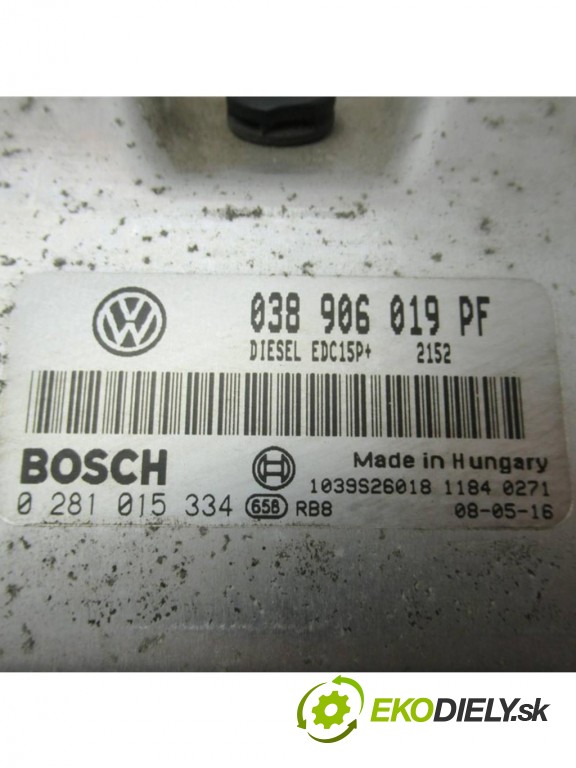 038 906 019 PF
DIESEL EDC15P+ 2152
BOSCH
Made in Hungary
0 281 015 334 658 RB8
1039S26018 1184 0271
08-05-16
EKODIELY.sk